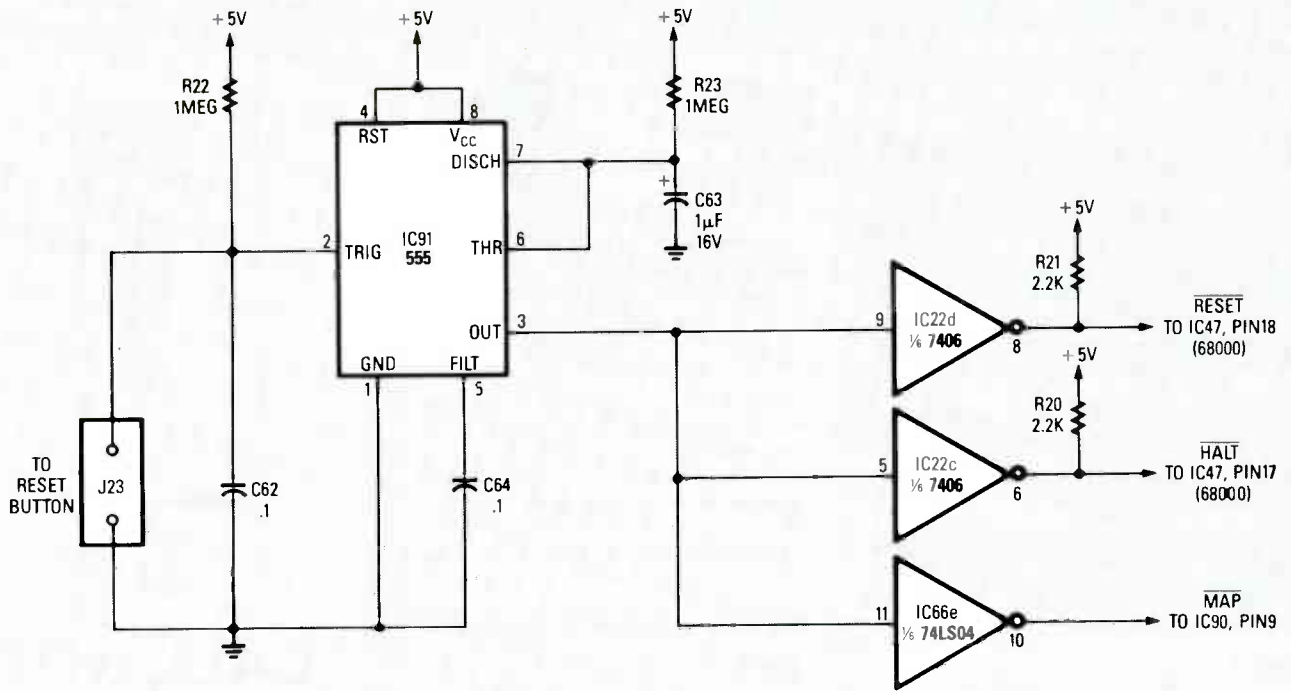 +5V
R22
1MEG
+5V
4
8
RST
VCC
DISCH
7
2
TRIG
IC91
555
THR
6
OUT
3
GND
FILT
1
5
+5V
R23
1MEG
+
C63
1µF
16V
TO
RESET
BUTTON
J23
C62
.1
C64
.1
9
IC22d
⅙ 7406
8
+5V
R21
2.2K
RESET
TO IC47, PIN18
(68000)
5
IC22c
⅙ 7406
6
+5V
R20
2.2K
HALT
TO IC47, PIN17
(68000)
11
IC66e
⅙ 74LS04
10
MAP
TO IC90, PIN9